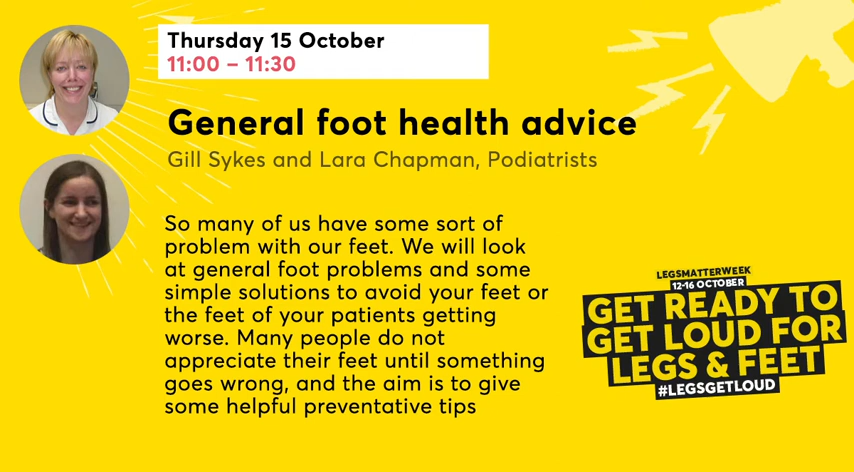 Thursday 15 October
11:00 – 11:30
General foot health advice
Gill Sykes and Lara Chapman, Podiatrists
So many of us have some sort of
problem with our feet. We will look
at general foot problems and some
simple solutions to avoid your feet or
the feet of your patients getting
worse. Many people do not
appreciate their feet until something
goes wrong, and the aim is to give
some helpful preventative tips
LEGSMATTERWEEK
12-16 OCTOBER
GET READY TO
GET LOUD FOR
LEGS & FEET
#LEGSGETLOUD